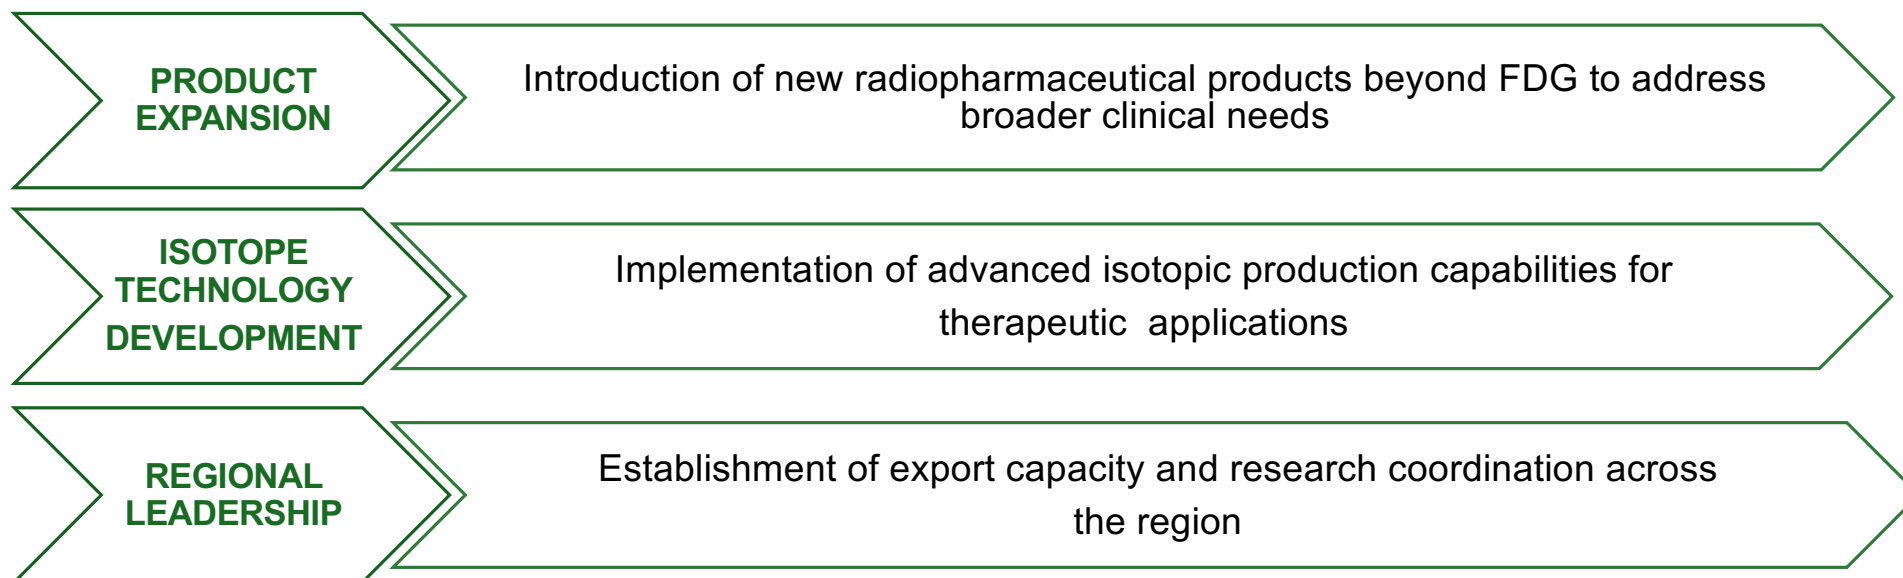 PRODUCT
EXPANSION
Introduction of new radiopharmaceutical products beyond FDG to address
broader clinical needs
ISOTOPE
TECHNOLOGY
DEVELOPMENT
Implementation of advanced isotopic production capabilities for
therapeutic  applications
REGIONAL
LEADERSHIP
Establishment of export capacity and research coordination across
the region